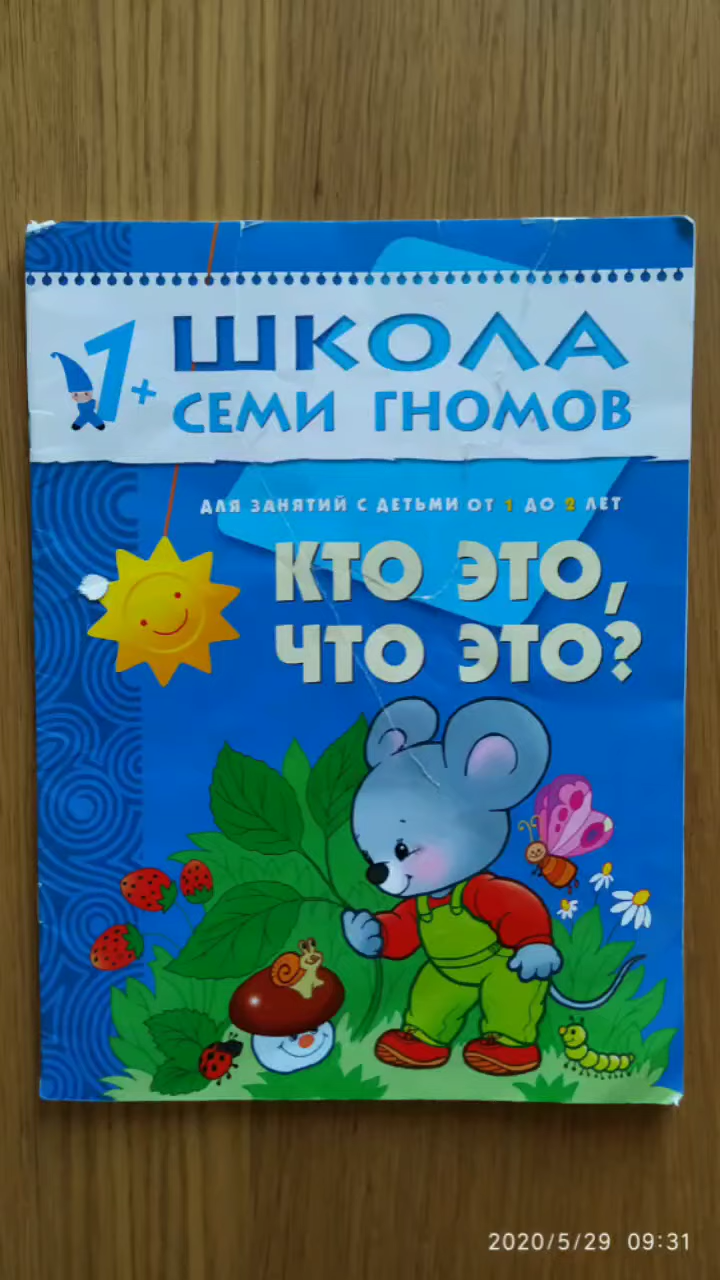 1+
ШКОЛА
СЕМИ ГНОМОВ
ДЛЯ ЗАНЯТИЙ С ДЕТЬМИ ОТ 1 ДО 2 ЛЕТ
КТО ЭТО,
ЧТО ЭТО?
2020/5/29 09:31